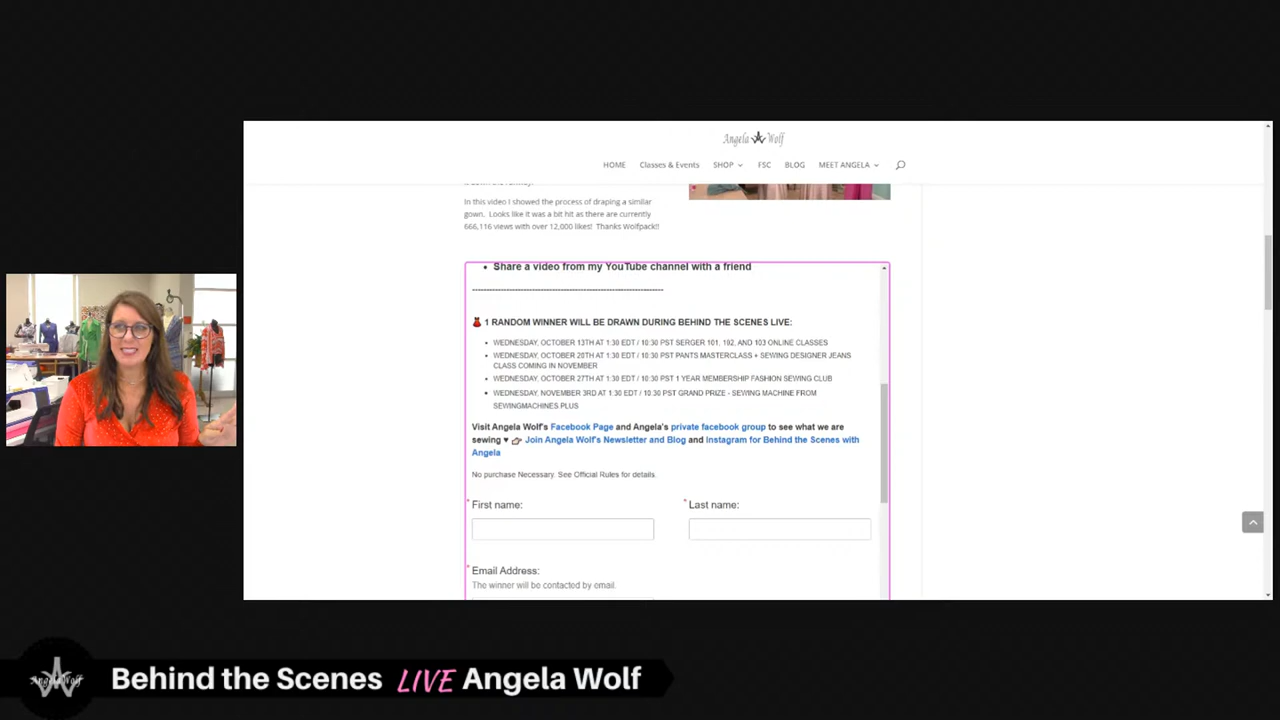 Angela Wolf
HOME Classes & Events SHOP FSC BLOG MEET ANGELA
In this video I showed the process of draping a similar
gown. Looks like it was a bit hit as there are currently
666,116 views with over 12,000 likes! Thanks Wolfpack!!
• Share a video from my YouTube channel with a friend
1 RANDOM WINNER WILL BE DRAWN DURING BEHIND THE SCENES LIVE:
• WEDNESDAY, OCTOBER 13TH AT 1:30 EDT / 10:30 PST SERGER 101, 192, AND 103 ONLINE CLASSES
• WEDNESDAY, OCTOBER 20TH AT 1:30 EDT / 10:30 PST PANTS MASTERCLASS + SEWING DESIGNER JEANS
CLASS COMING IN NOVEMBER
• WEDNESDAY, OCTOBER 27TH AT 1:30 EDT / 10:30 PST 1 YEAR MEMBERSHIP FASHION SEWING CLUB
• WEDNESDAY, NOVEMBER 3RD AT 1:30 EDT / 10:30 PST GRAND PRIZE - SEWING MACHINE FROM
SEWINGMACHINES.PLUS
Visit Angela Wolf's Facebook Page and Angela's private facebook group to see what we are
sewing ♥ 👉 Join Angela Wolf's Newsletter and Blog and Instagram for Behind the Scenes with
Angela
No purchase Necessary. See Official Rules for details.
* First name: * Last name:
* Email Address:
The winner will be contacted by email.
Angela Wolf
Behind the Scenes LIVE Angela Wolf